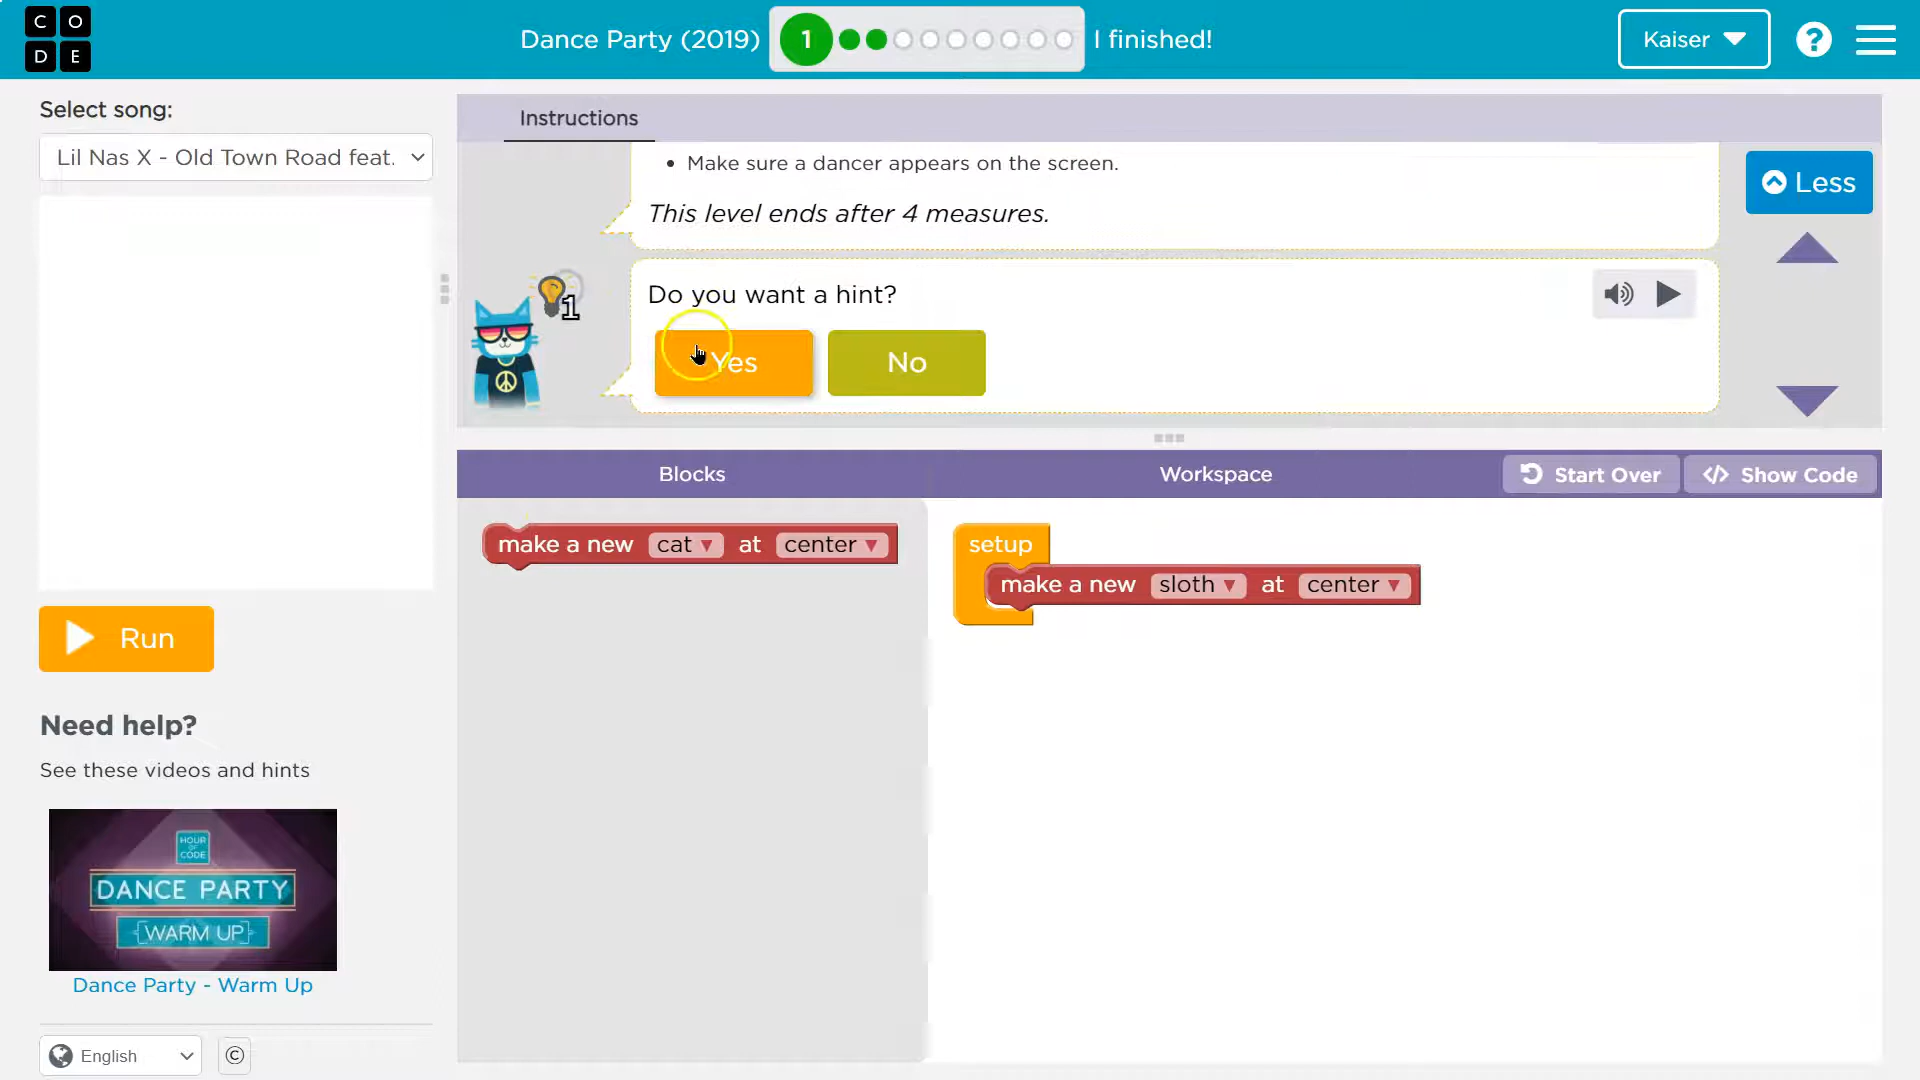 C O
D E
Dance Party (2019)
1
I finished!
Kaiser
?
Select song:
Lil Nas X - Old Town Road feat.
Instructions
Make sure a dancer appears on the screen.
This level ends after 4 measures.
Less
1
Do you want a hint?
Yes
No
Blocks
Workspace
Start Over
Show Code
make a new cat at center
setup
make a new sloth at center
Run
Need help?
See these videos and hints
HOUR
OF
CODE
DANCE PARTY
WARM UP
Dance Party - Warm Up
English
©